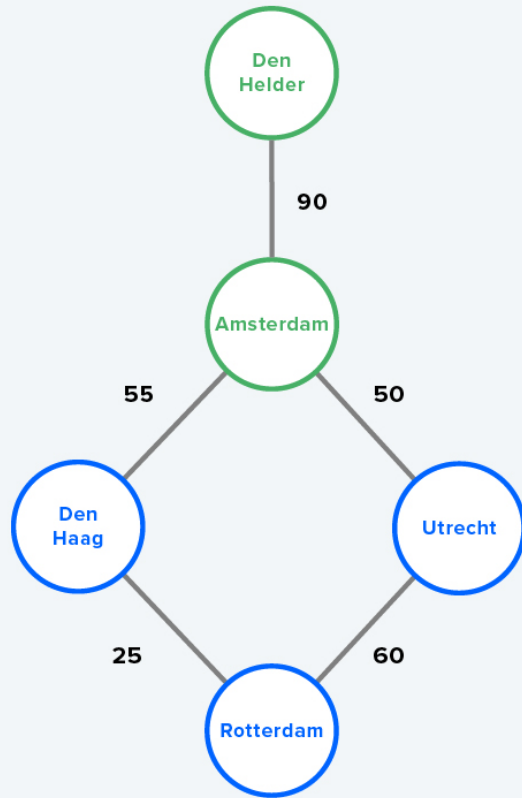 Den
Helder
90
Amsterdam
55
50
Den
Haag
Utrecht
25
60
Rotterdam